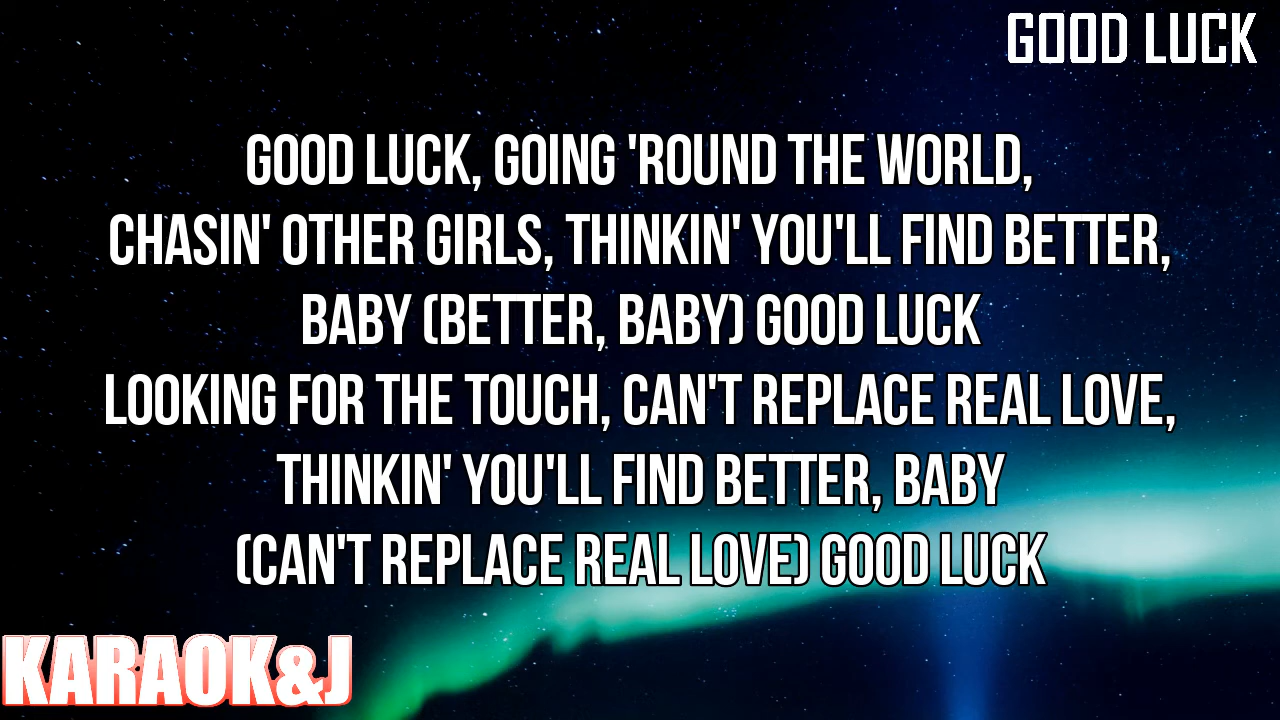 GOOD LUCK
GOOD LUCK, GOING 'ROUND THE WORLD,
CHASIN' OTHER GIRLS, THINKIN' YOU'LL FIND BETTER,
BABY (BETTER, BABY) GOOD LUCK
LOOKING FOR THE TOUCH, CAN'T REPLACE REAL LOVE,
THINKIN' YOU'LL FIND BETTER, BABY
(CAN'T REPLACE REAL LOVE) GOOD LUCK
KARAOK&J